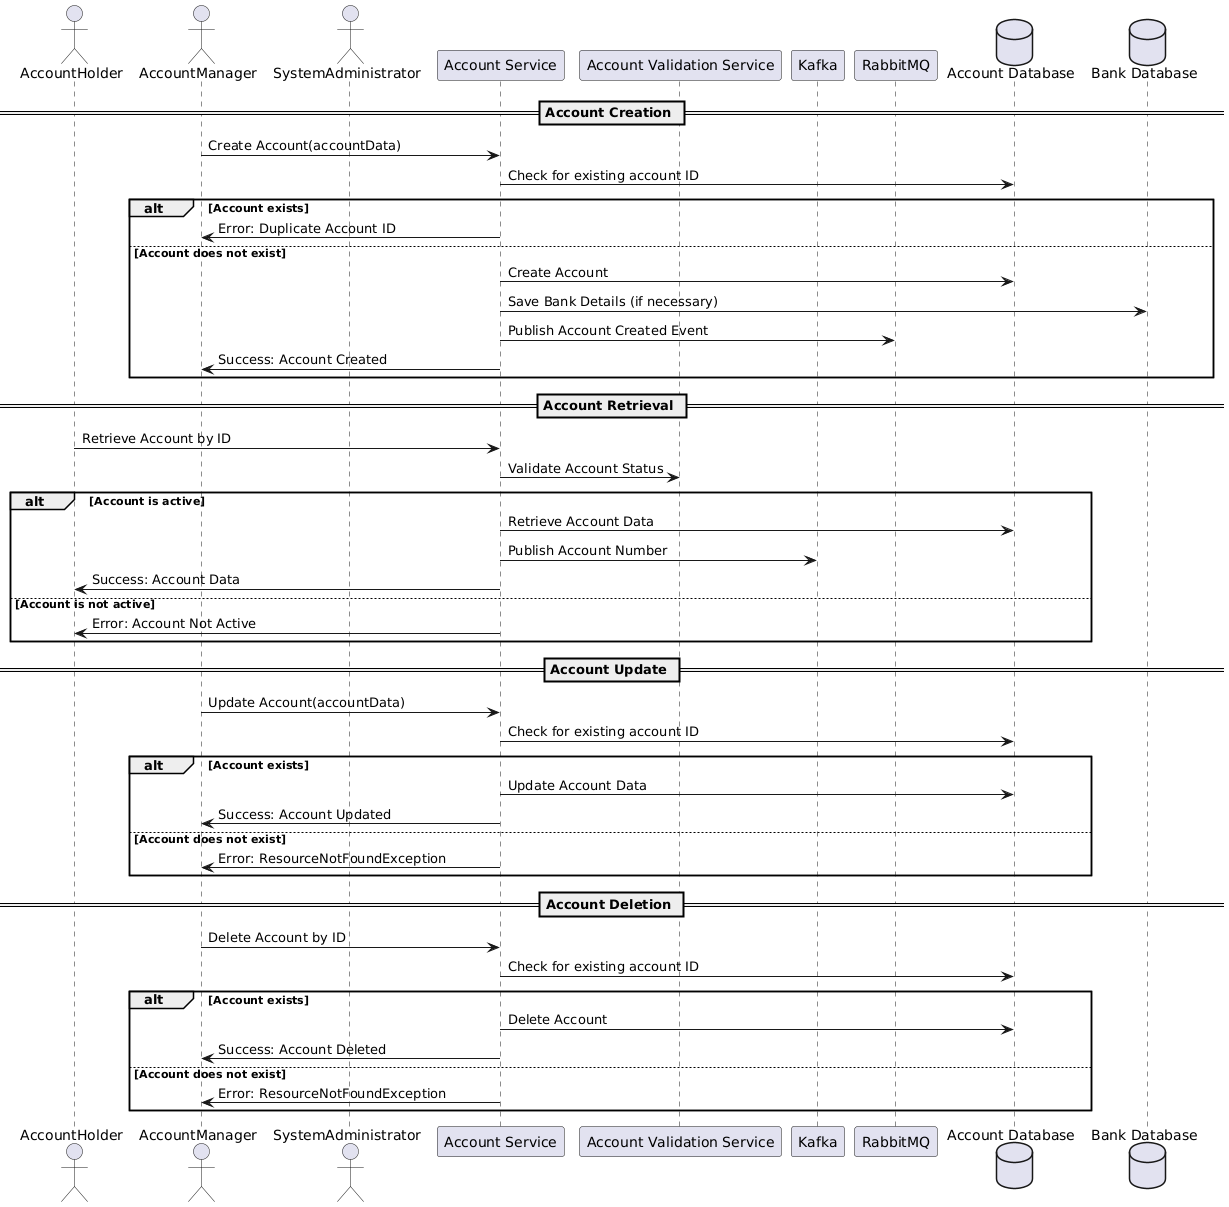 AccountHolder
AccountManager
SystemAdministrator
Account Service
Account Validation Service
Kafka
RabbitMQ
Account Database
Bank Database
Account Creation
Create Account(accountData)
Check for existing account ID
alt
[Account exists]
Error: Duplicate Account ID
[Account does not exist]
Create Account
Save Bank Details (if necessary)
Publish Account Created Event
Success: Account Created
Account Retrieval
Retrieve Account by ID
Validate Account Status
alt
[Account is active]
Retrieve Account Data
Publish Account Number
Success: Account Data
[Account is not active]
Error: Account Not Active
Account Update
Update Account(accountData)
Check for existing account ID
alt
[Account exists]
Update Account Data
Success: Account Updated
[Account does not exist]
Error: ResourceNotFoundException
Account Deletion
Delete Account by ID
Check for existing account ID
alt
[Account exists]
Delete Account
Success: Account Deleted
[Account does not exist]
Error: ResourceNotFoundException
AccountHolder
AccountManager
SystemAdministrator
Account Service
Account Validation Service
Kafka
RabbitMQ
Account Database
Bank Database